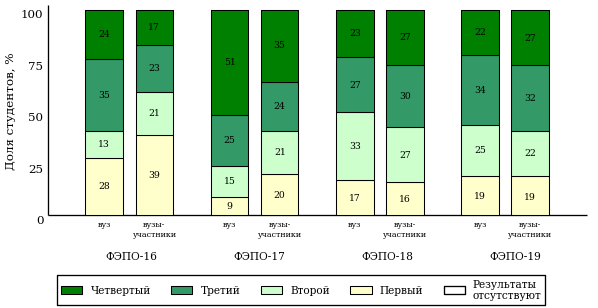 Доля студентов, %
100
75
50
25
0
24 17 51 35 23 27 22 27
35 23 25 24 27 30 34 32
13 21 15 21 33 27 25 22
28 39 9 20 17 16 19 19
вуз вузы-участники вуз вузы-участники вуз вузы-участники вуз вузы-участники
ФЭПО-16 ФЭПО-17 ФЭПО-18 ФЭПО-19
Четвертый Третий Второй Первый Результаты
отсутствуют